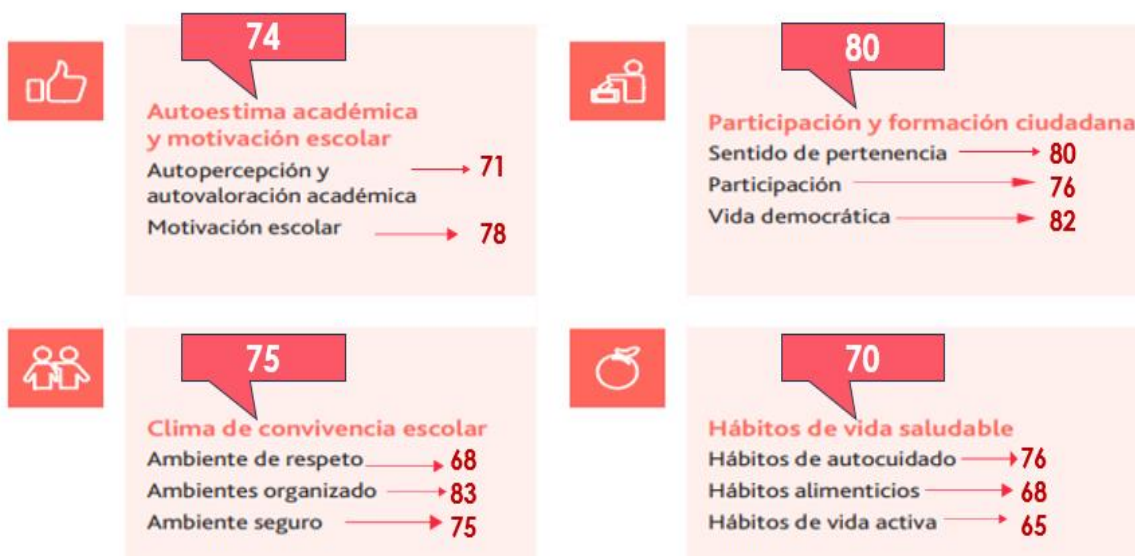 74
Autoestima académica
y motivación escolar
Autopercepción y
autovaloración académica
71
Motivación escolar
78
80
Participación y formación ciudadana
Sentido de pertenencia
80
Participación
76
Vida democrática
82
75
Clima de convivencia escolar
Ambiente de respeto
68
Ambientes organizado
83
Ambiente seguro
75
70
Hábitos de vida saludable
Hábitos de autocuidado
76
Hábitos alimenticios
68
Hábitos de vida activa
65